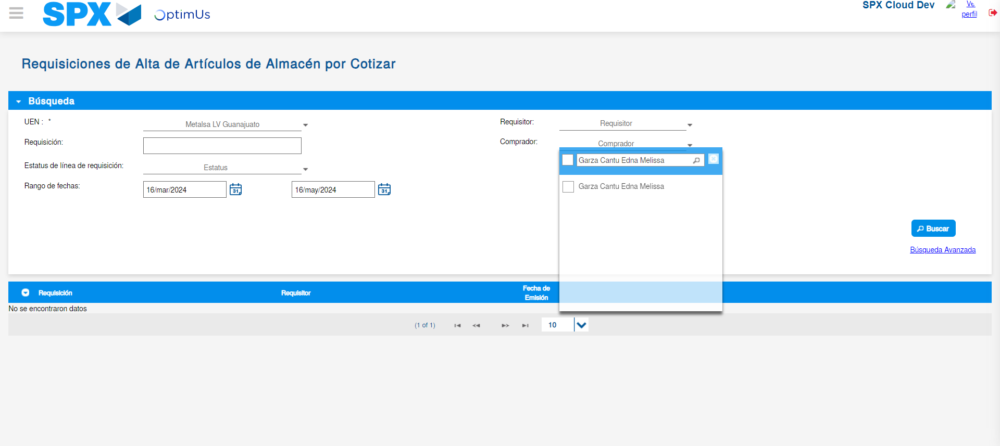 SPX
OptimUs
SPX Cloud Dev
Ve
perfil
Requisiciones de Alta de Artículos de Almacén por Cotizar
Búsqueda
UEN : *
Metalsa LV Guanajuato
Requisitor:
Requisitor
Requisición:
Comprador:
Comprador
Garza Cantu Edna Melissa
Estatus de línea de requisición:
Estatus
Rango de fechas:
16/mar/2024
31
16/may/2024
31
Garza Cantu Edna Melissa
Buscar
Búsqueda Avanzada
Requisición
Requisitor
Fecha de
Emisión
No se encontraron datos
(1 of 1)
10